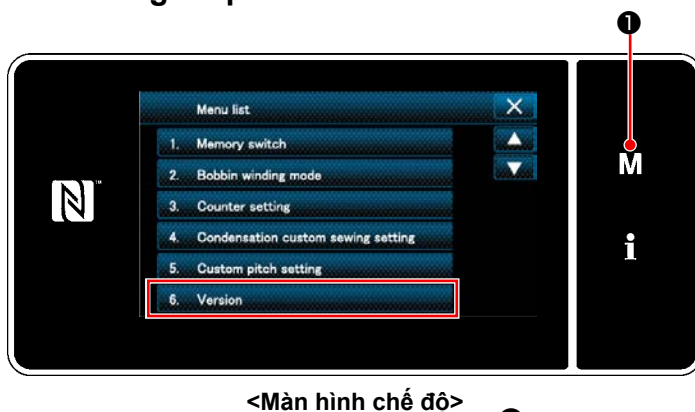 ❶
Menu list
1. Memory switch
2. Bobbin winding mode
3. Counter setting
4. Condensation custom sewing setting
5. Custom pitch setting
6. Version
M
i
<Màn hình chế độ>